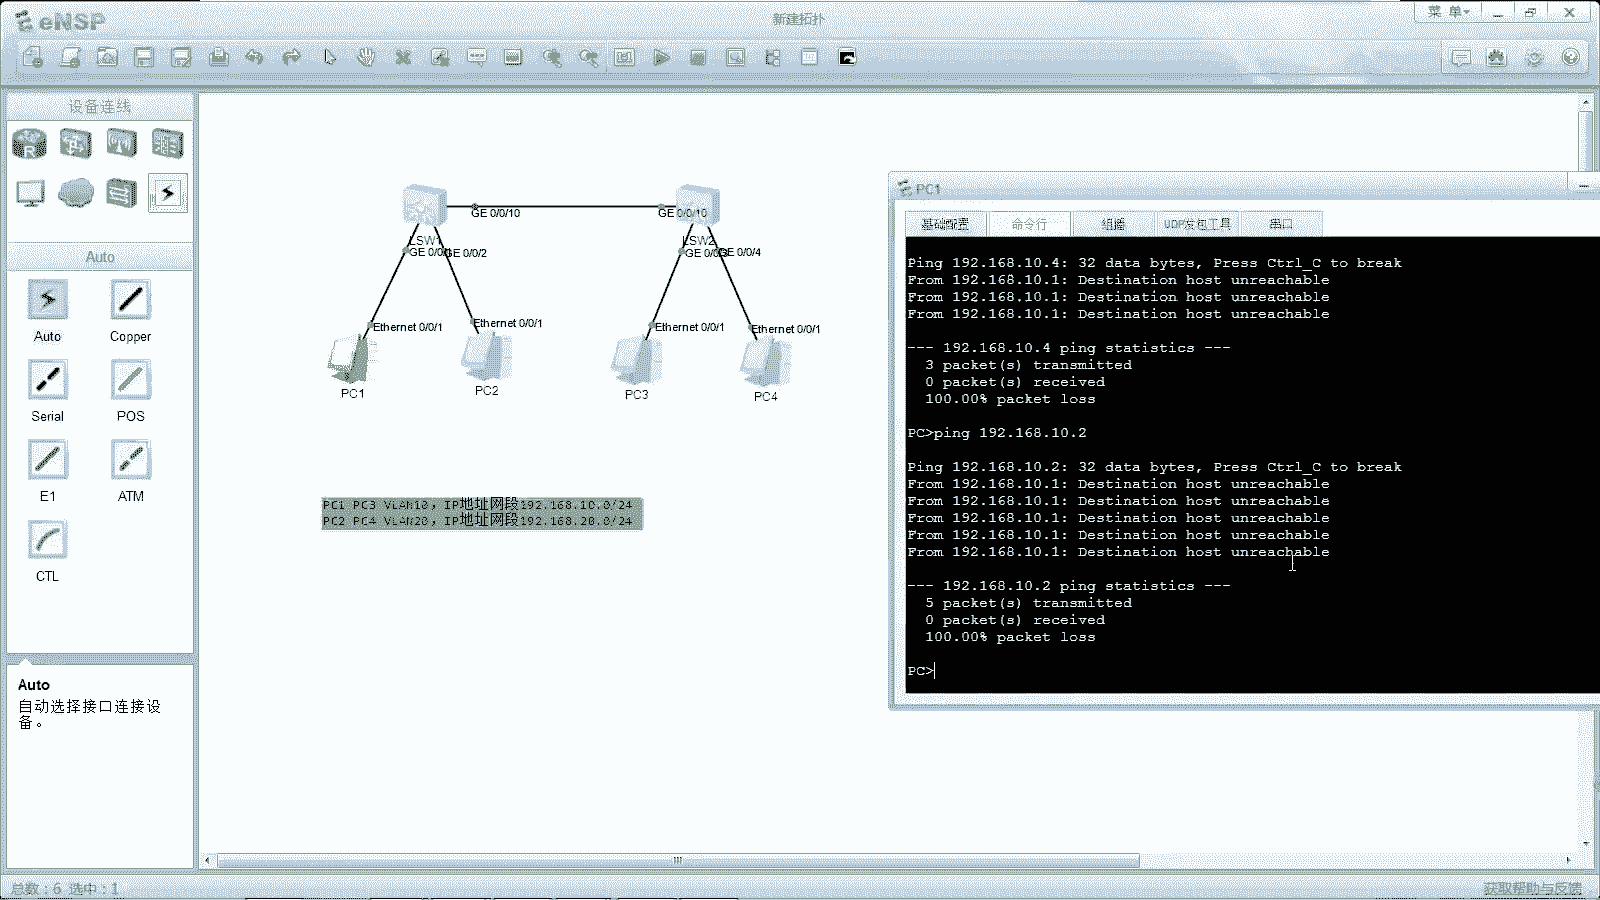 eNSP
新建拓扑
菜 单
设备连线
Auto
Auto
Copper
Serial
POS
E1
ATM
CTL
Auto
自动选择接口连接设
备。
GE 0/0/10
GE 0/0/10
LSW1
LSW2
GE 0/0/2
GE 0/0/4
Ethernet 0/0/1
Ethernet 0/0/1
Ethernet 0/0/1
Ethernet 0/0/1
PC1
PC2
PC3
PC4
PC1 PC3 VLAN10，IP地址网段192.168.10.0/24
PC2 PC4 VLAN20，IP地址网段192.168.20.0/24
PC1
基础配置
命令行
组播
UDP发包工具
串口
Ping 192.168.10.4: 32 data bytes, Press Ctrl_C to break
From 192.168.10.1: Destination host unreachable
From 192.168.10.1: Destination host unreachable
From 192.168.10.1: Destination host unreachable
--- 192.168.10.4 ping statistics ---
3 packet(s) transmitted
0 packet(s) received
100.00% packet loss
PC>ping 192.168.10.2
Ping 192.168.10.2: 32 data bytes, Press Ctrl_C to break
From 192.168.10.1: Destination host unreachable
From 192.168.10.1: Destination host unreachable
From 192.168.10.1: Destination host unreachable
From 192.168.10.1: Destination host unreachable
From 192.168.10.1: Destination host unreachable
--- 192.168.10.2 ping statistics ---
5 packet(s) transmitted
0 packet(s) received
100.00% packet loss
PC>
总数：6 选中：1
获取帮助与反馈